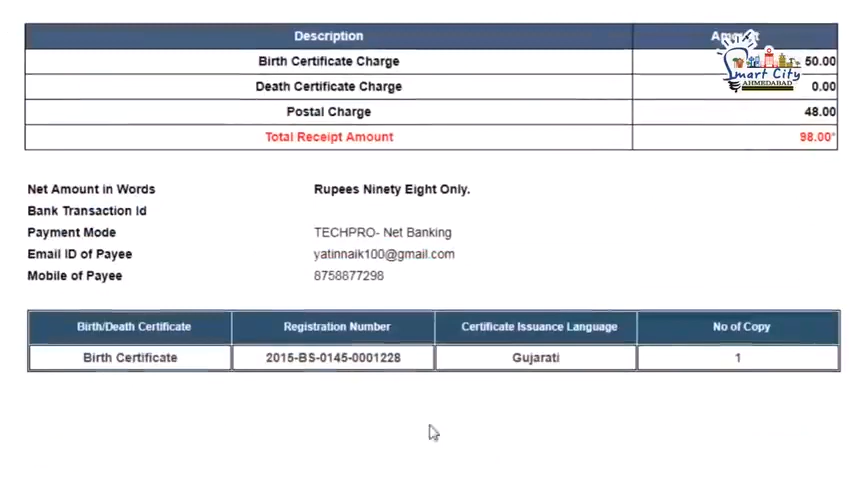 Description Amount
Birth Certificate Charge 50.00
Death Certificate Charge 0.00
Postal Charge 48.00
Total Receipt Amount 98.00*
Smart City
AHMEDABAD
Net Amount in Words Rupees Ninety Eight Only.
Bank Transaction Id
Payment Mode TECHPRO- Net Banking
Email ID of Payee yatinnaik100@gmail.com
Mobile of Payee 8758877298
Birth/Death Certificate Registration Number Certificate Issuance Language No of Copy
Birth Certificate 2015-BS-0145-0001228 Gujarati 1